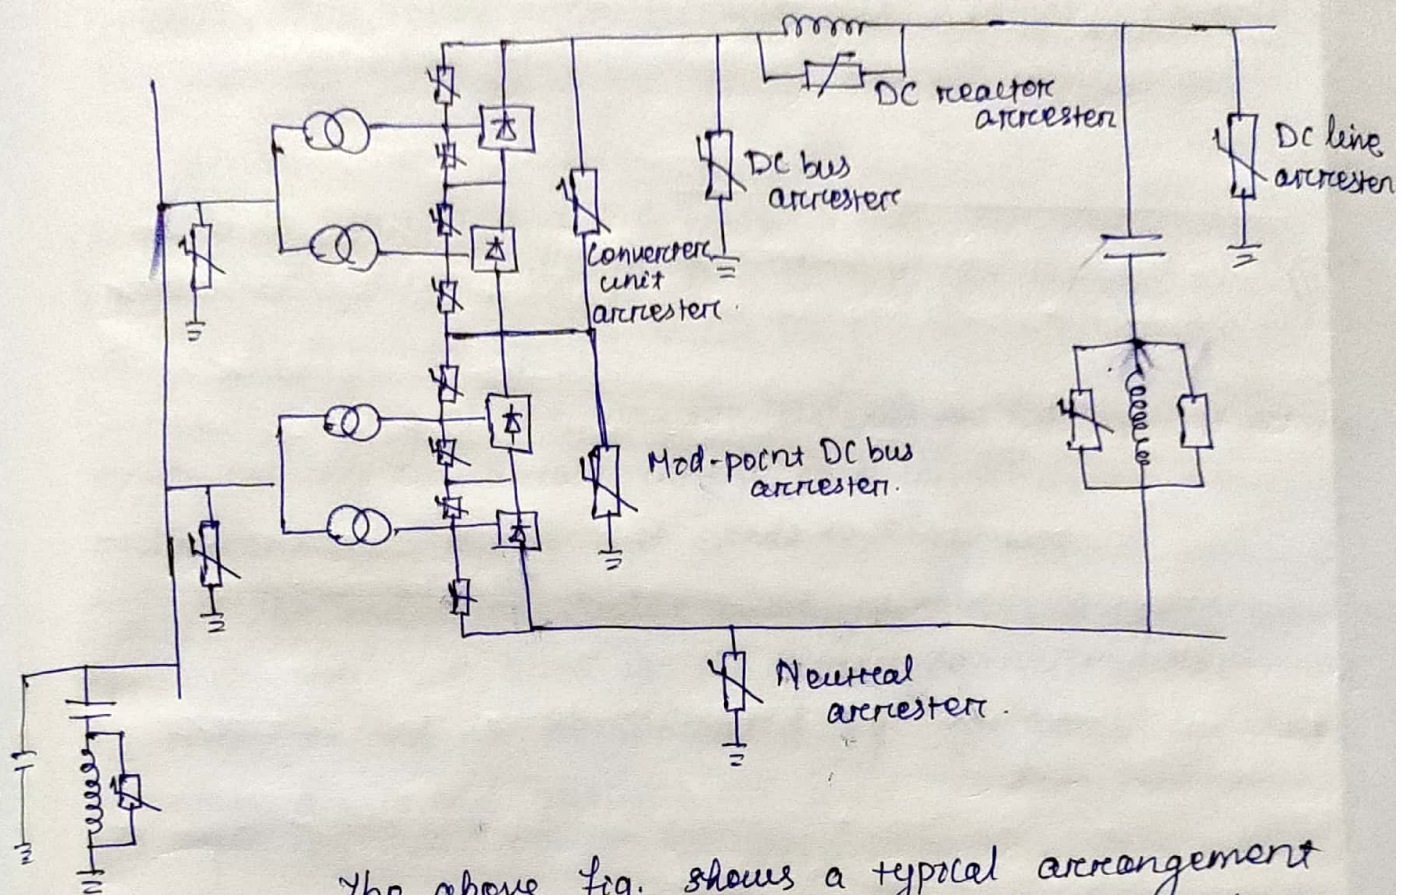 DC reactor
arrester
DC line
arrester
DC bus
arrester
Converter
unit
arrester.
Mid-point DC bus
arrester.
Neutral
arrester.
The above fig. shows a typical arrangement